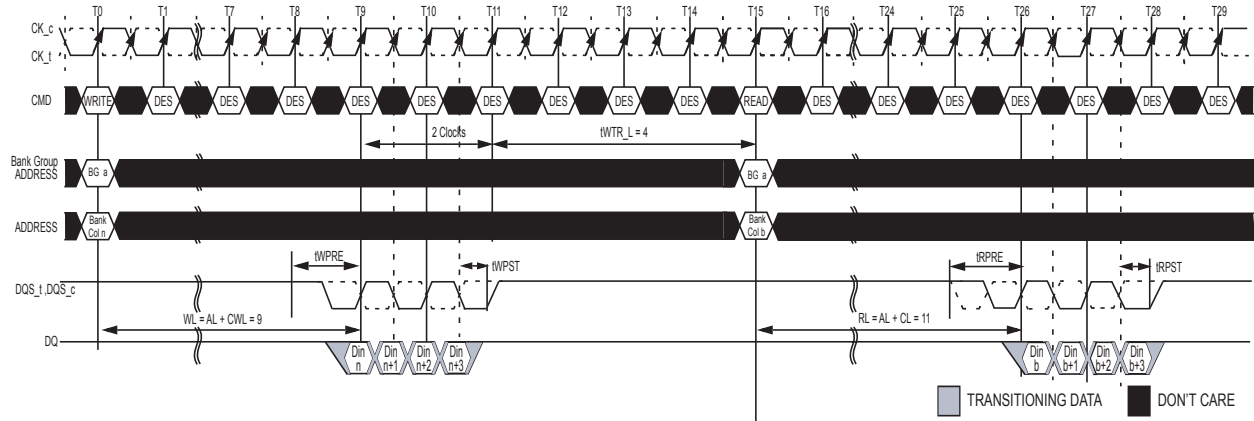 T0 T1 T7 T8 T9 T10 T11 T12 T13 T14 T15 T16 T24 T25 T26 T27 T28 T29
CK_c
CK_t
CMD WRITE DES DES DES DES DES DES DES DES DES READ DES DES DES DES DES DES DES
2 Clocks tWTR_L = 4
Bank Group
ADDRESS BG a BG a
ADDRESS Bank
Col n Bank
Col b
tWPRE tWPST tRPRE tRPST
DQS_t ,DQS_c
WL = AL + CWL = 9 RL = AL + CL = 11
DQ Din
n Din
n+1 Din
n+2 Din
n+3 Din
b Din
b+1 Din
b+2 Din
b+3
TRANSITIONING DATA DON'T CARE